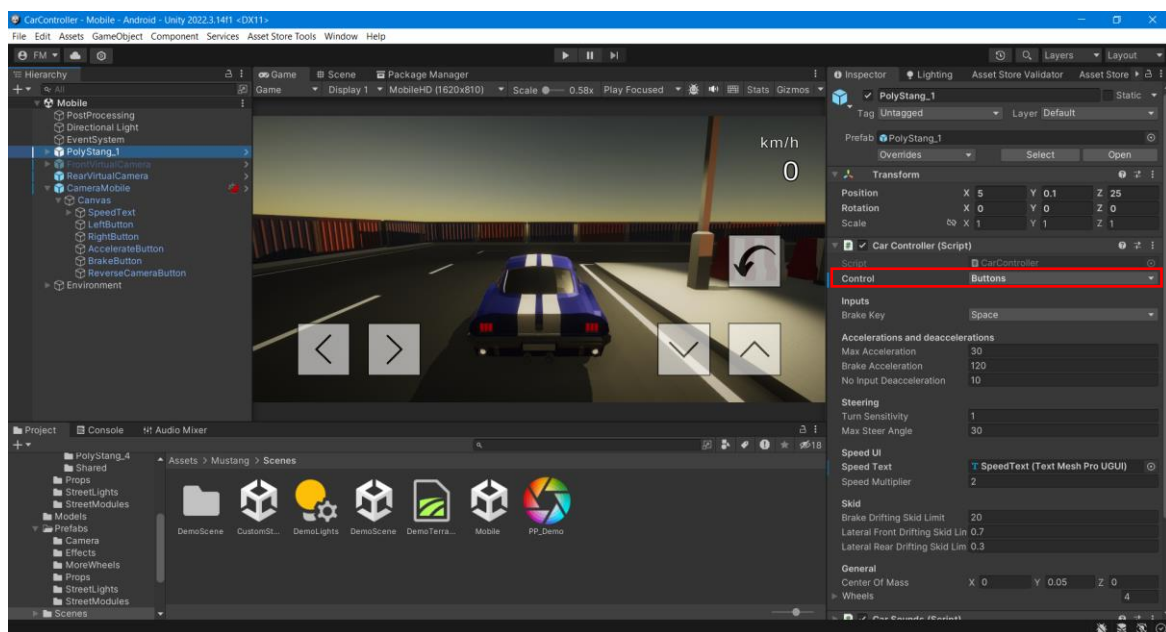 CarController - Mobile - Android - Unity 2022.3.14f1 <DX11>
File Edit Assets GameObject Component Services Asset Store Tools Window Help
FM
Layers Layout
Hierarchy
All
Mobile
PostProcessing
Directional Light
EventSystem
PolyStang_1
FrontVirtualCamera
RearVirtualCamera
CameraMobile
Canvas
SpeedText
LeftButton
RightButton
AccelerateButton
BrakeButton
ReverseCameraButton
Environment
Game Scene Package Manager
Game Display 1 MobileHD (1620x810) Scale 0.58x Play Focused Stats Gizmos
km/h
0
Inspector Lighting Asset Store Validator Asset Store
PolyStang_1 Static
Tag Untagged Layer Default
Prefab PolyStang_1
Overrides Select Open
Transform
Position X 5 Y 0.1 Z 25
Rotation X 0 Y 0 Z 0
Scale X 1 Y 1 Z 1
Car Controller (Script)
Script CarController
Control Buttons
Inputs
Brake Key Space
Accelerations and deaccelerations
Max Acceleration 30
Brake Acceleration 120
No Input Deacceleration 10
Steering
Turn Sensitivity 1
Max Steer Angle 30
Speed UI
Speed Text SpeedText (Text Mesh Pro UGUI)
Speed Multiplier 2
Skid
Brake Drifting Skid Limit 20
Lateral Front Drifting Skid Lim 0.7
Lateral Rear Drifting Skid Lim 0.3
General
Center Of Mass X 0 Y 0.05 Z 0
Wheels 4
Car Sounds (Script)
Project Console Audio Mixer
18
PolyStang_4
Shared
Props
StreetLights
StreetModules
Models
Prefabs
Camera
Effects
MoreWheels
Props
StreetLights
StreetModules
Scenes
Assets > Mustang > Scenes
DemoScene CustomSt... DemoLights DemoScene DemoTerra... Mobile PP_Demo